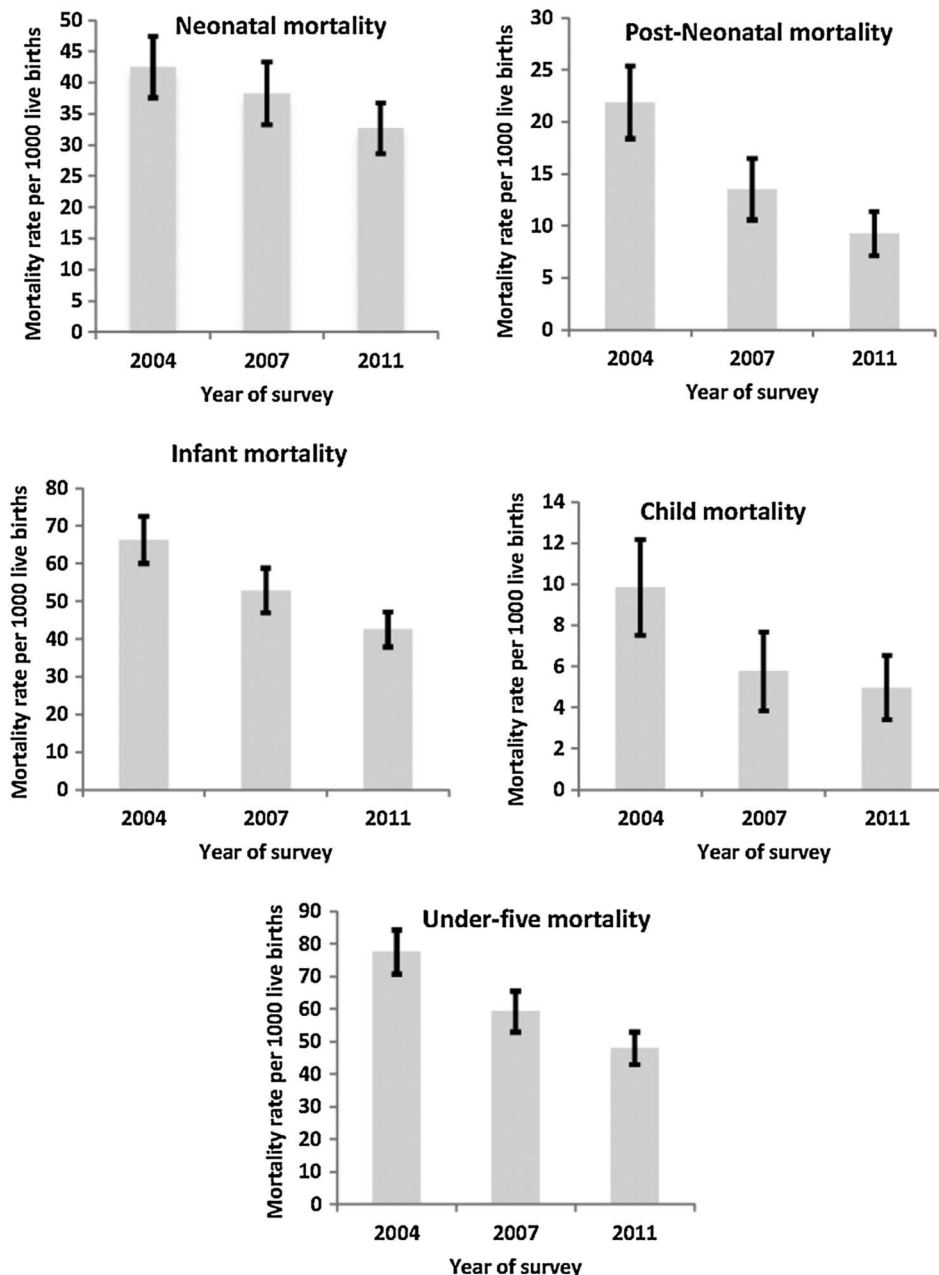 Neonatal mortality
Mortality rate per 1000 live births
50
45
40
35
30
25
20
15
10
5
0
2004 2007 2011
Year of survey
Post-Neonatal mortality
Mortality rate per 1000 live births
30
25
20
15
10
5
0
2004 2007 2011
Year of survey
Infant mortality
Mortality rate per 1000 live births
80
70
60
50
40
30
20
10
0
2004 2007 2011
Year of survey
Child mortality
Mortality rate per 1000 live births
14
12
10
8
6
4
2
0
2004 2007 2011
Year of survey
Under-five mortality
Mortality rate per 1000 live births
90
80
70
60
50
40
30
20
10
0
2004 2007 2011
Year of survey